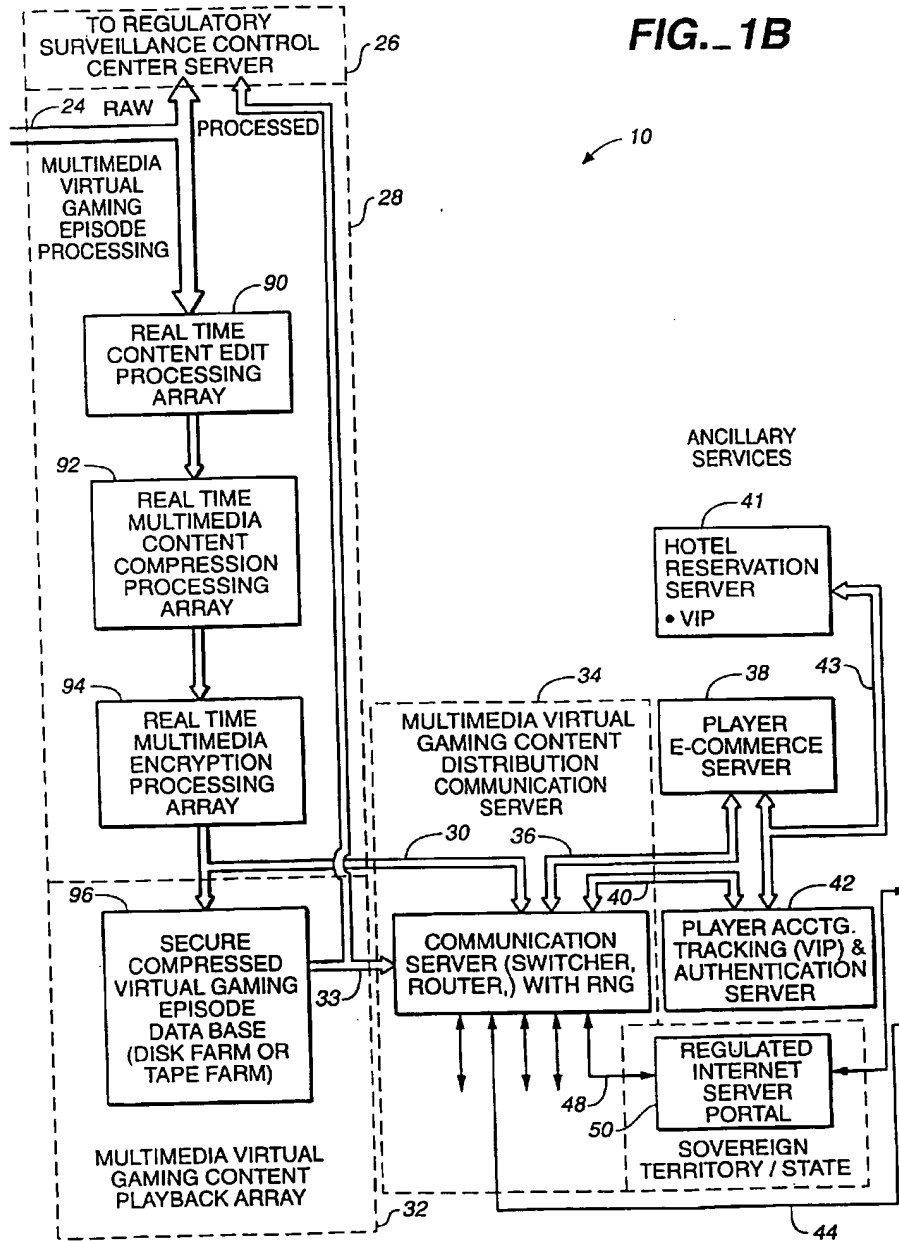 FIG._1B
TO REGULATORY
SURVEILLANCE CONTROL
CENTER SERVER
26
24
RAW
PROCESSED
10
MULTIMEDIA
VIRTUAL
GAMING
EPISODE
PROCESSING
28
90
REAL TIME
CONTENT EDIT
PROCESSING
ARRAY
92
REAL TIME
MULTIMEDIA
CONTENT
COMPRESSION
PROCESSING
ARRAY
94
REAL TIME
MULTIMEDIA
ENCRYPTION
PROCESSING
ARRAY
ANCILLARY
SERVICES
41
HOTEL
RESERVATION
SERVER
• VIP
43
34
MULTIMEDIA VIRTUAL
GAMING CONTENT
DISTRIBUTION
COMMUNICATION
SERVER
38
PLAYER
E-COMMERCE
SERVER
30
36
40
96
SECURE
COMPRESSED
VIRTUAL GAMING
EPISODE
DATA BASE
(DISK FARM OR
TAPE FARM)
33
COMMUNICATION
SERVER (SWITCHER,
ROUTER,) WITH RNG
42
PLAYER ACCTG.
TRACKING (VIP) &
AUTHENTICATION
SERVER
48
REGULATED
INTERNET
SERVER
PORTAL
50
SOVEREIGN
TERRITORY / STATE
MULTIMEDIA VIRTUAL
GAMING CONTENT
PLAYBACK ARRAY
32
44